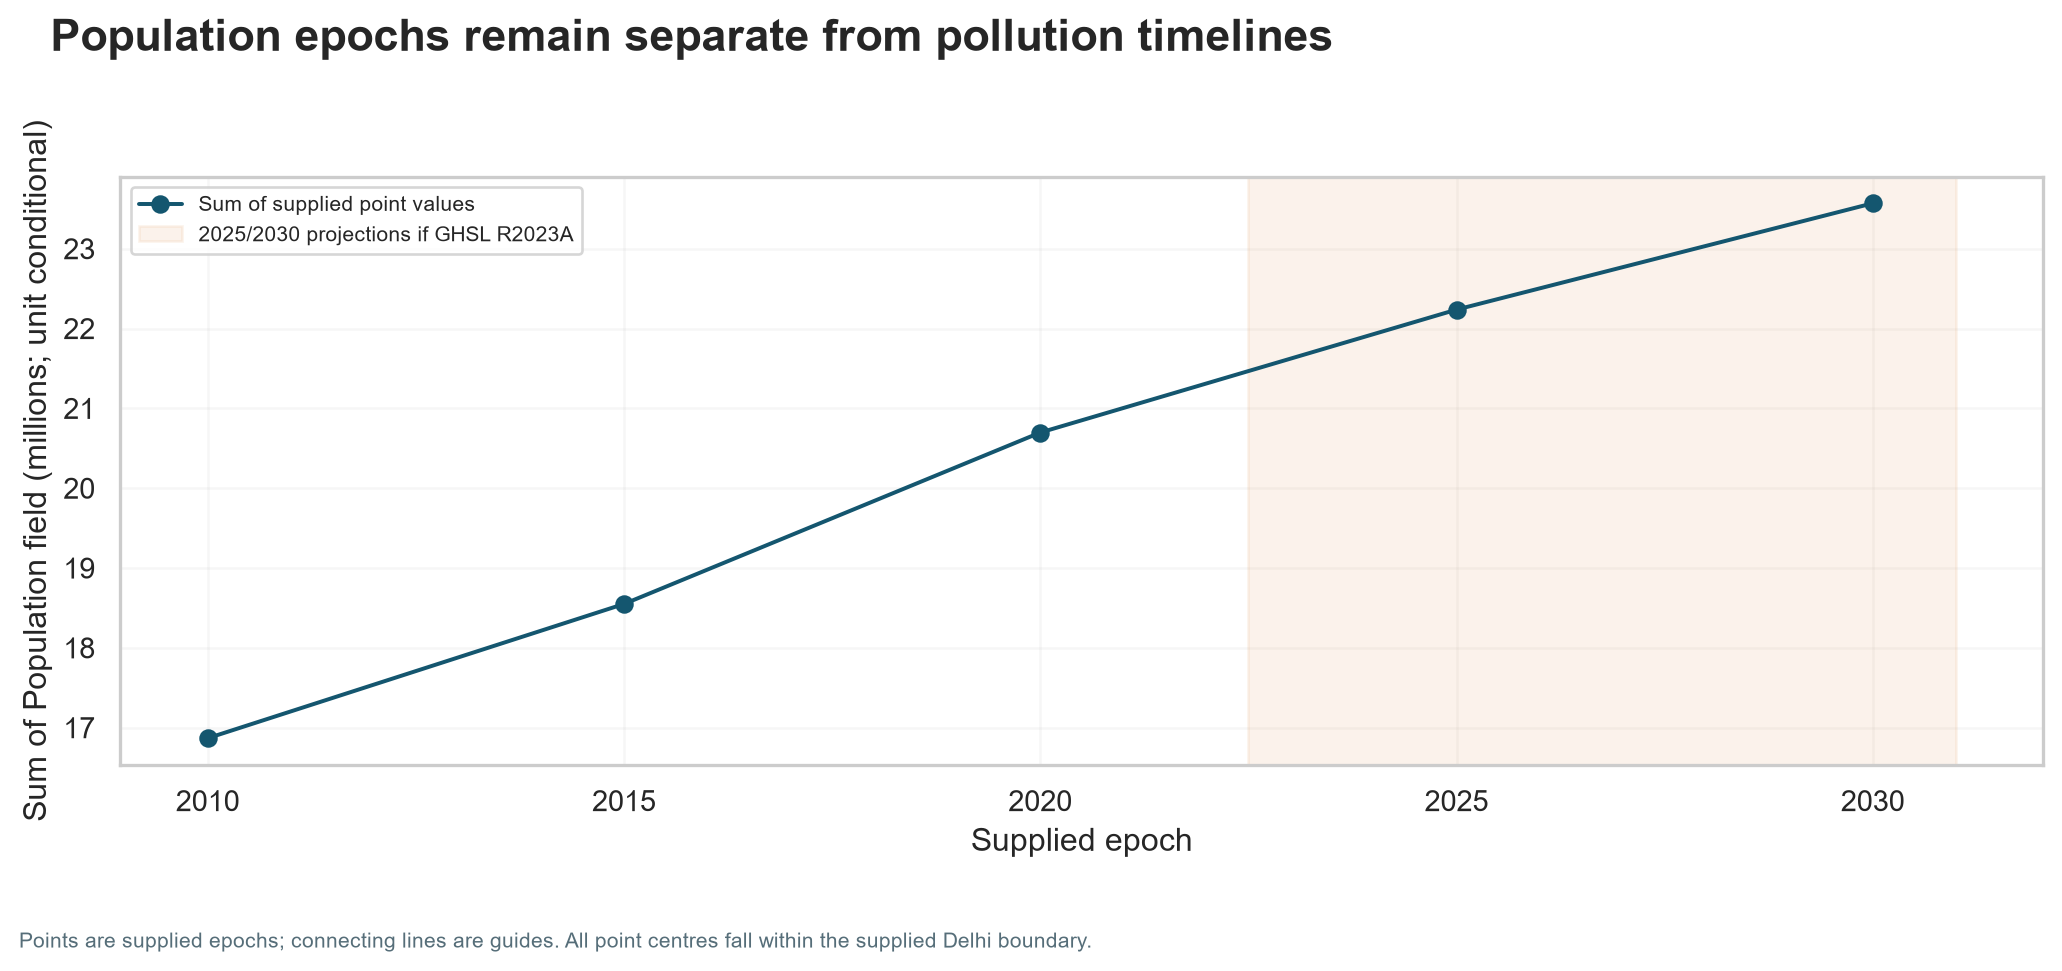 Population epochs remain separate from pollution timelines
Sum of Population field (millions; unit conditional)
Sum of supplied point values
2025/2030 projections if GHSL R2023A
23
22
21
20
19
18
17
2010
2015
2020
2025
2030
Supplied epoch
Points are supplied epochs; connecting lines are guides. All point centres fall within the supplied Delhi boundary.